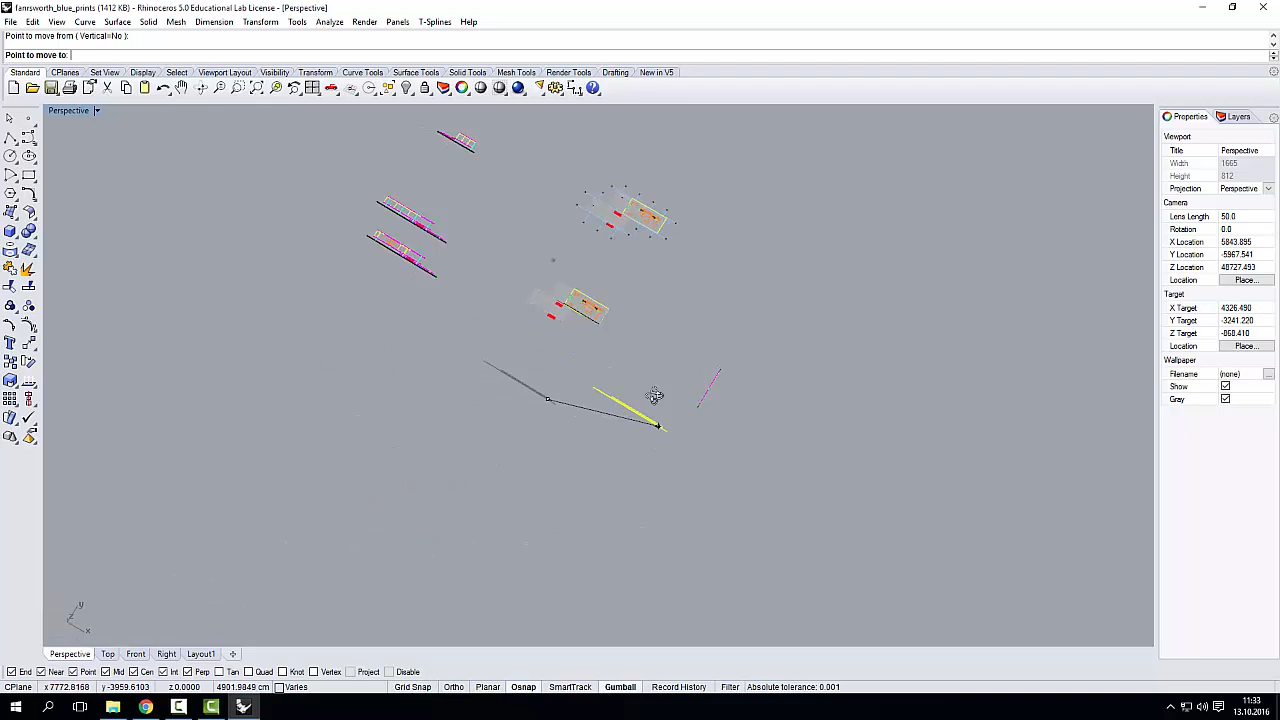 fanrsworth_blue_prints (1412 KB) - Rhinoceros 5.0 Educational Lab License - [Perspective]
File Edit View Curve Surface Solid Mesh Dimension Transform Tools Analyze Render Panels T-Splines Help
Point to move from ( Vertical=No ):
Point to move to:
Standard CPlanes Set View Display Select Viewport Layout Visibility Transform Curve Tools Surface Tools Solid Tools Mesh Tools Render Tools Drafting New in V5
Perspective
Properties Layers
Viewport
Title Perspective
Width 1665
Height 812
Projection Perspective
Camera
Lens Length 50.0
Rotation 0.0
X Location 5843.895
Y Location -5967.541
Z Location 48727.493
Location Place...
Target
X Target 4326.490
Y Target -3241.220
Z Target -868.410
Location Place...
Wallpaper
Filename (none) ...
Show
Gray
y
z
x
Perspective Top Front Right Layout1
End Near Point Mid Cen Int Perp Tan Quad Knot Vertex Project Disable
CPlane x 7772.8168 y -3959.6103 z 0.0000 4901.9849 cm Varies Grid Snap Ortho Planar Osnap SmartTrack Gumball Record History Filter Absolute tolerance: 0.001
11:33
13.10.2016